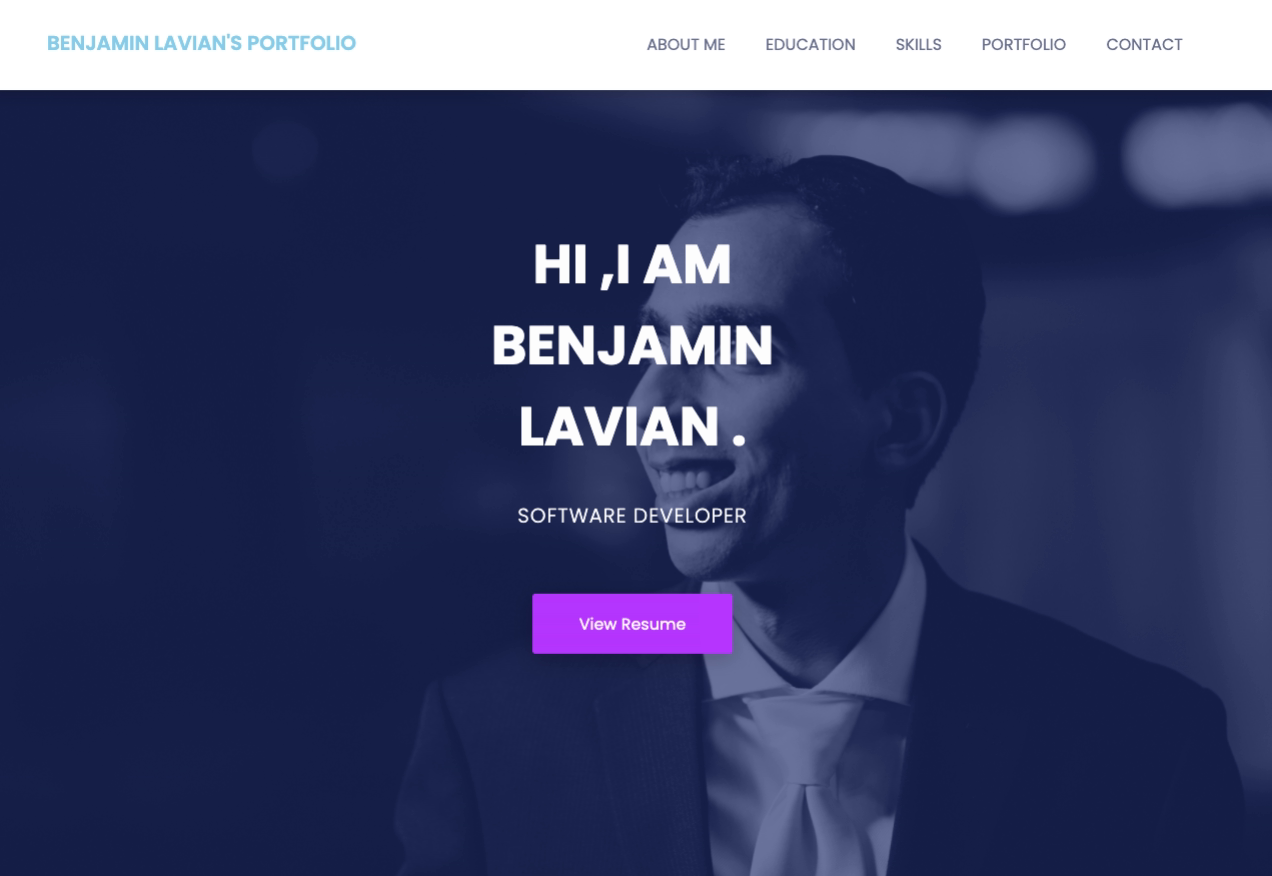 BENJAMIN LAVIAN'S PORTFOLIO
ABOUT ME EDUCATION SKILLS PORTFOLIO CONTACT
HI ,I AM
BENJAMIN
LAVIAN .
SOFTWARE DEVELOPER
View Resume